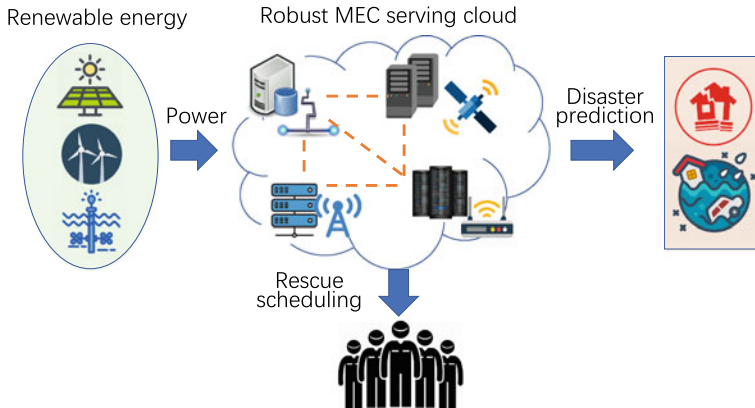 Renewable energy
Robust MEC serving cloud
Power
Disaster
prediction
Rescue
scheduling